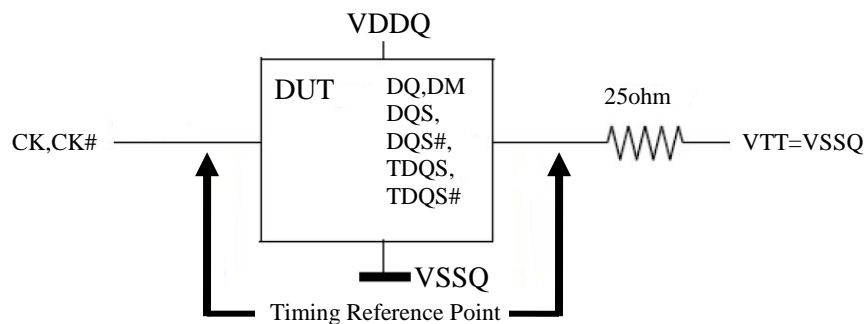 VDDQ
DUT
DQ,DM
DQS,
DQS#,
TDQS,
TDQS#
25ohm
CK,CK#
VTT=VSSQ
VSSQ
Timing Reference Point